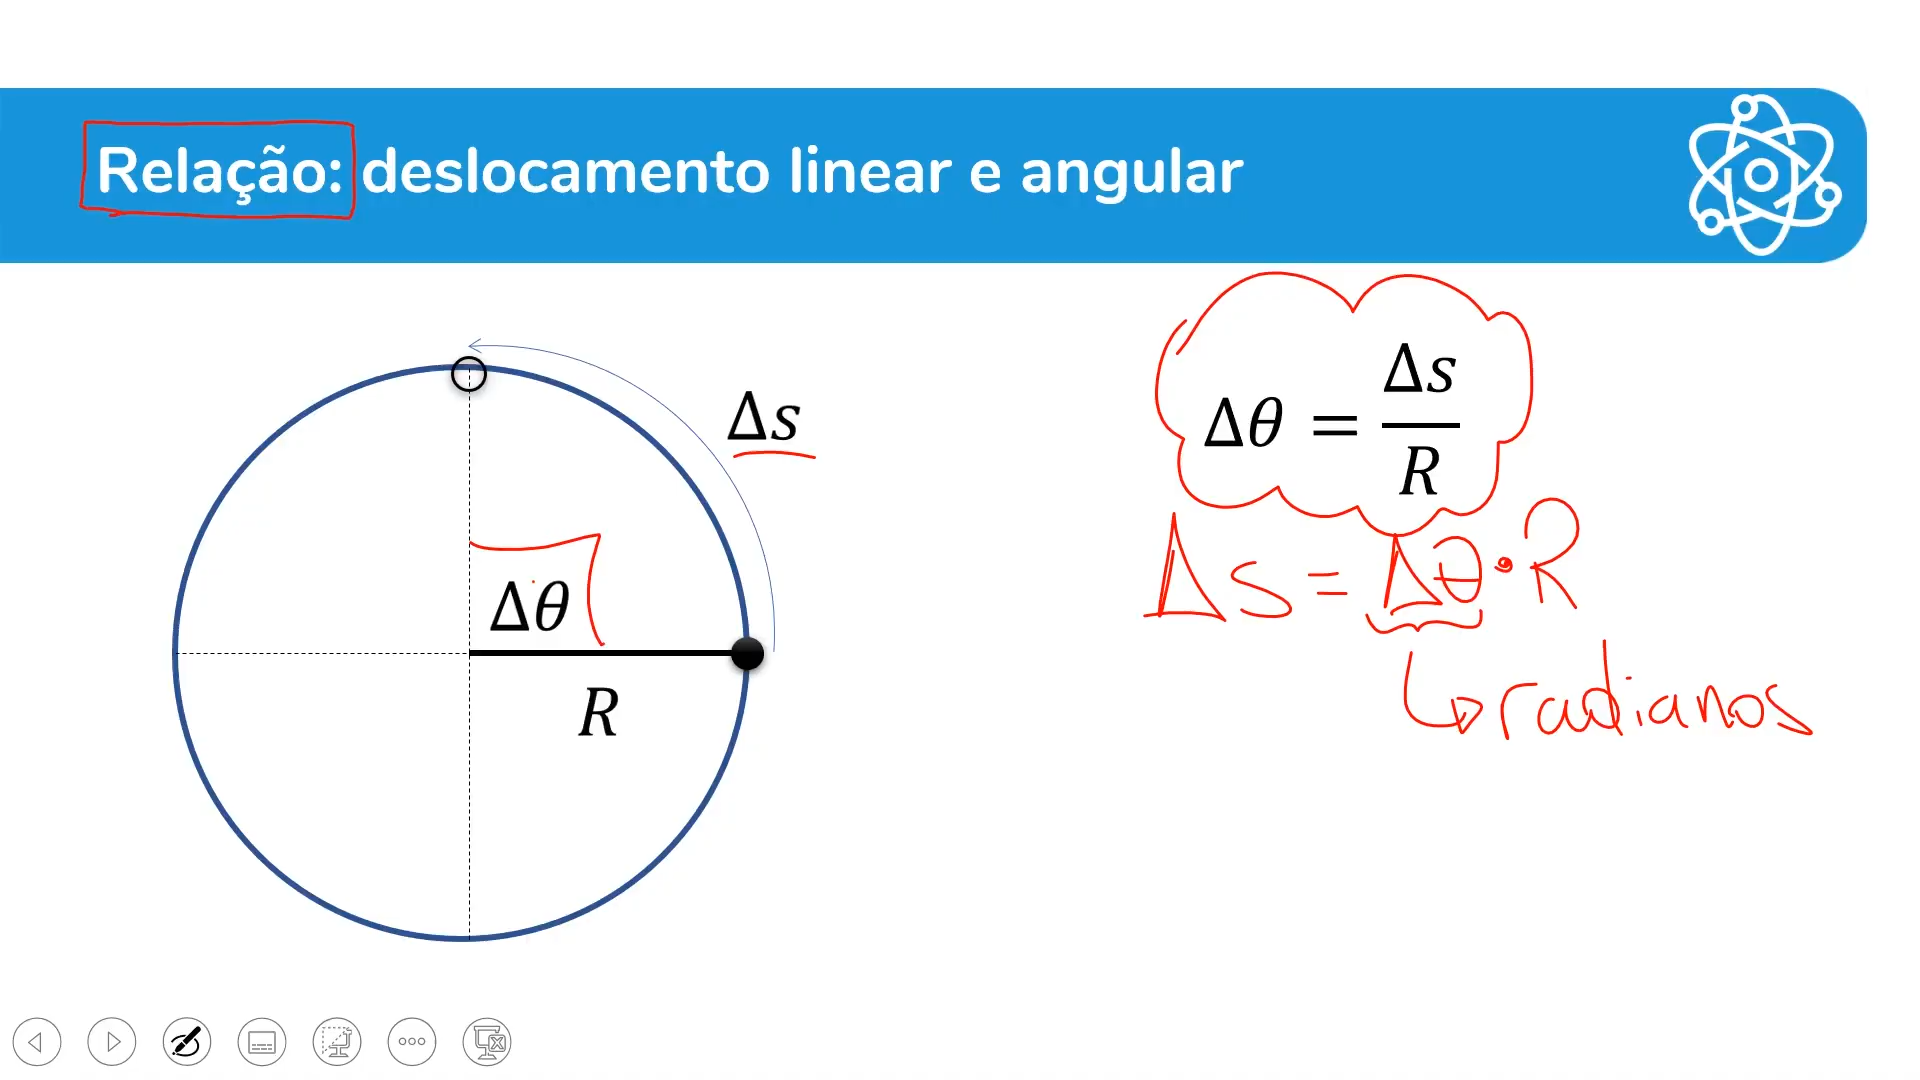 Relação: deslocamento linear e angular
Δs
Δθ = Δs / R
Δθ
Δs = Δθ • R
R
↳ radianos